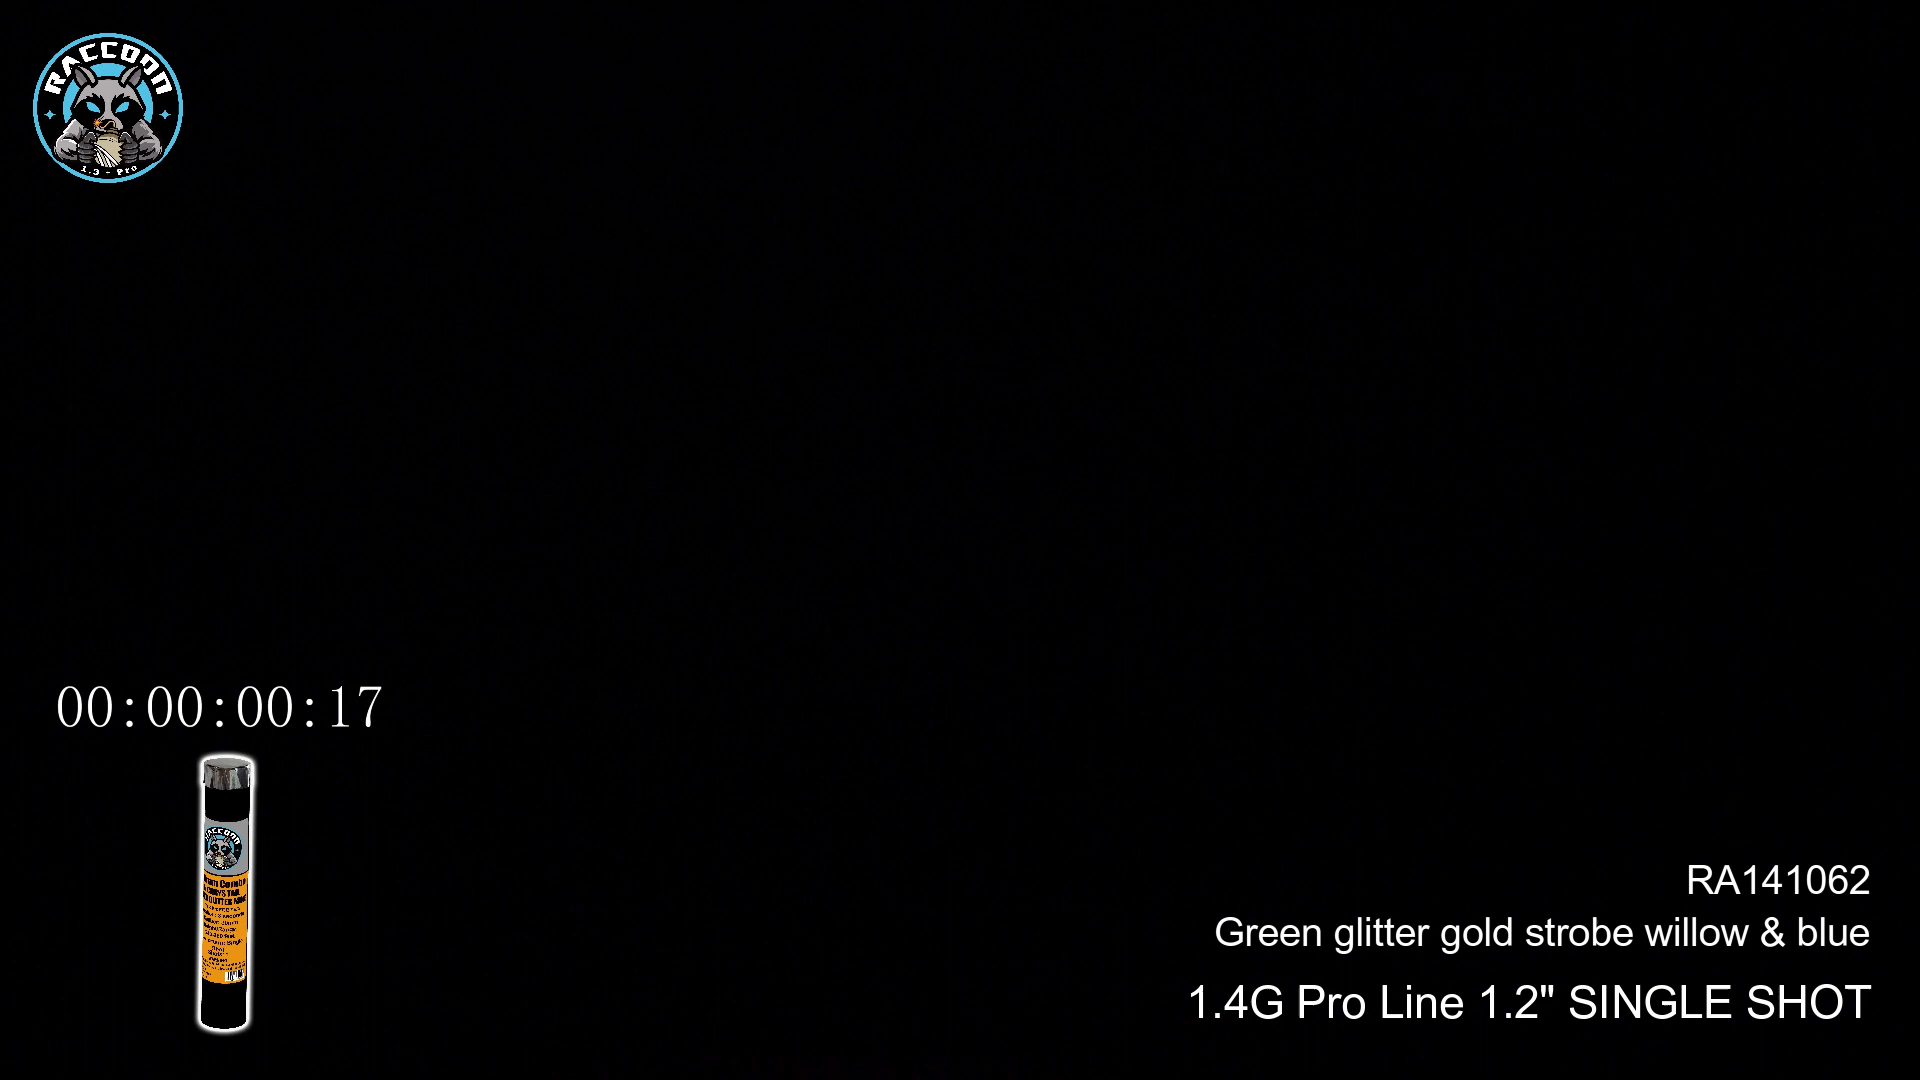 RACCOON
1.3 - Pro
00:00:00:17
RACCOON
RA141062
Green glitter gold strobe willow & blue
1.4G Pro Line 1.2" SINGLE SHOT